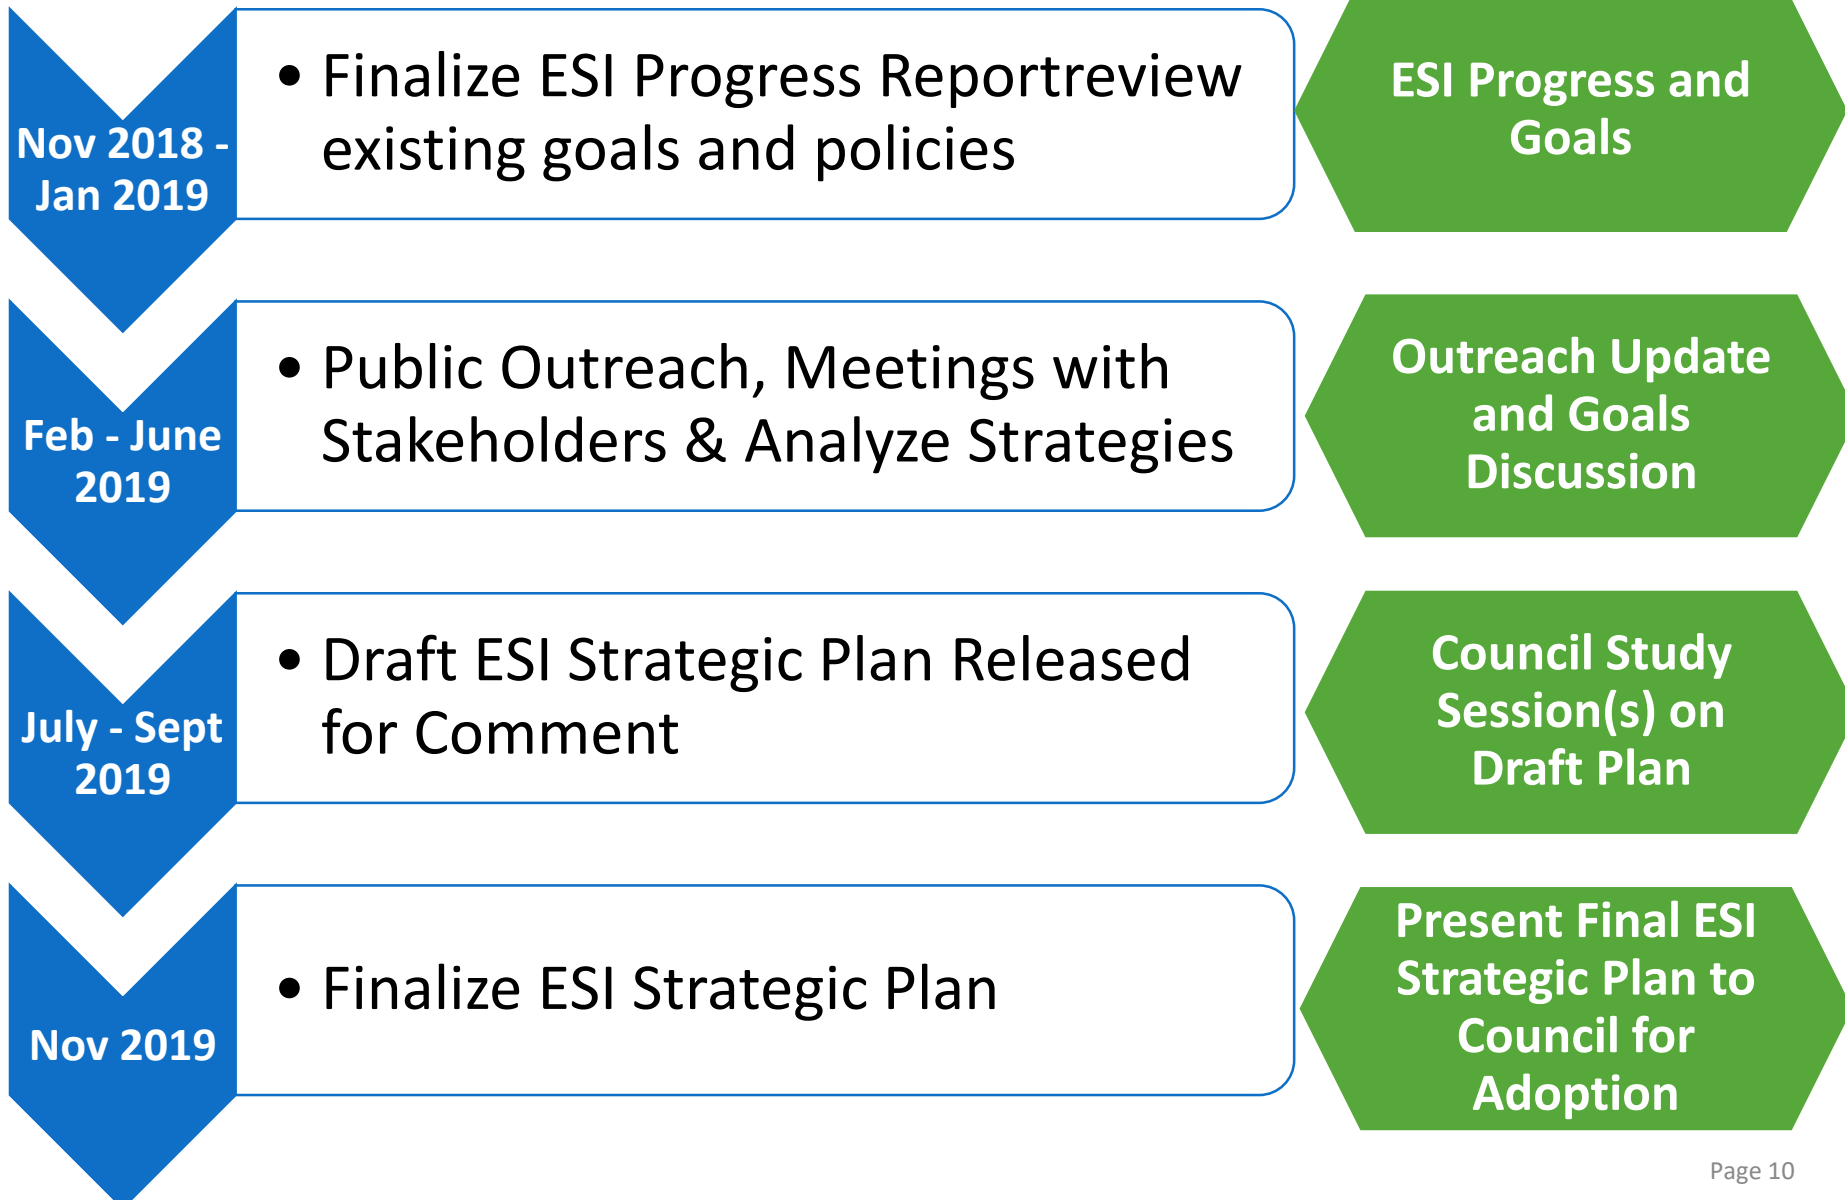 Nov 2018 -
Jan 2019
• Finalize ESI Progress Reportreview
existing goals and policies
ESI Progress and
Goals
Feb - June
2019
• Public Outreach, Meetings with
Stakeholders & Analyze Strategies
Outreach Update
and Goals
Discussion
July - Sept
2019
• Draft ESI Strategic Plan Released
for Comment
Council Study
Session(s) on
Draft Plan
Nov 2019
• Finalize ESI Strategic Plan
Present Final ESI
Strategic Plan to
Council for
Adoption
Page 10